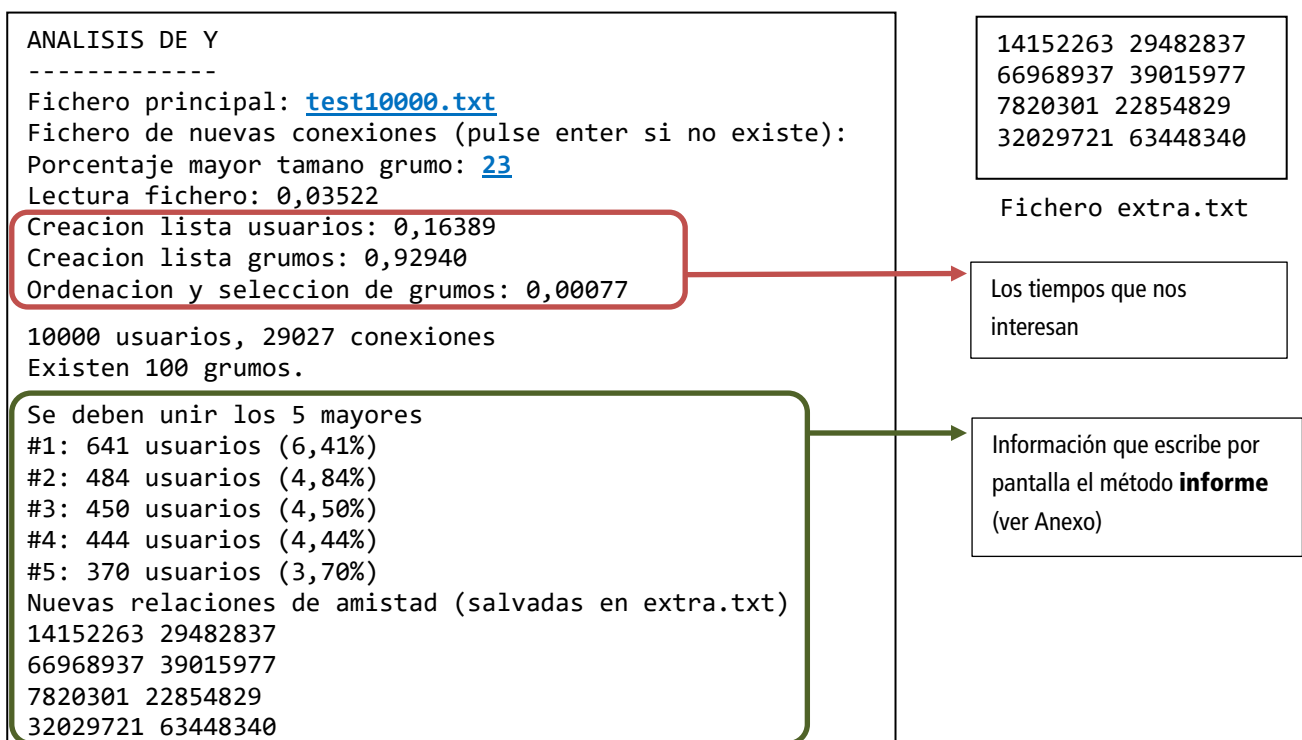 ANALISIS DE Y
-------------
Fichero principal: test10000.txt
Fichero de nuevas conexiones (pulse enter si no existe):
Porcentaje mayor tamano grumo: 23
Lectura fichero: 0,03522
Creacion lista usuarios: 0,16389
Creacion lista grumos: 0,92940
Ordenacion y seleccion de grumos: 0,00077
10000 usuarios, 29027 conexiones
Existen 100 grumos.
Se deben unir los 5 mayores
#1: 641 usuarios (6,41%)
#2: 484 usuarios (4,84%)
#3: 450 usuarios (4,50%)
#4: 444 usuarios (4,44%)
#5: 370 usuarios (3,70%)
Nuevas relaciones de amistad (salvadas en extra.txt)
14152263 29482837
66968937 39015977
7820301 22854829
32029721 63448340
14152263 29482837
66968937 39015977
7820301 22854829
32029721 63448340
Fichero extra.txt
Los tiempos que nos
interesan
Información que escribe por
pantalla el método informe
(ver Anexo)